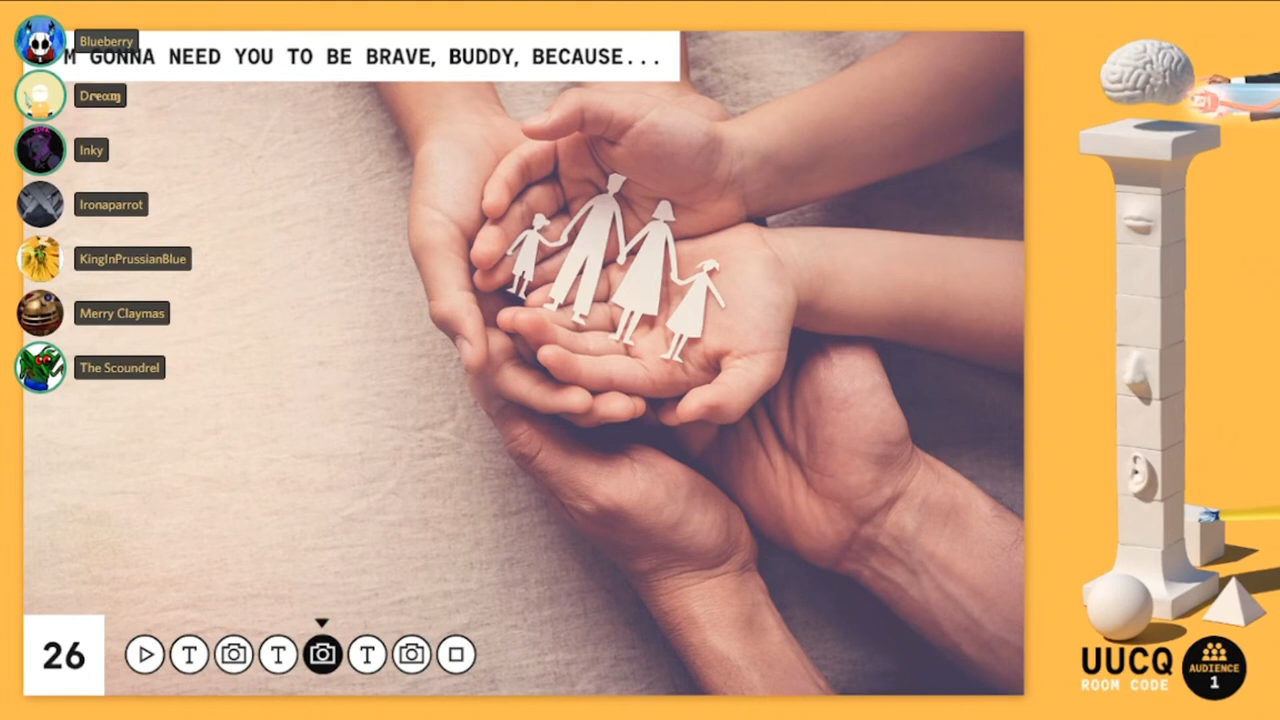 Blueberry
M GONNA NEED YOU TO BE BRAVE, BUDDY, BECAUSE...
Dream
Inky
Ironaparrot
KingInPrussianBlue
Merry Claymas
The Scoundrel
26
T T T
UUCQ
ROOM CODE
AUDIENCE
1